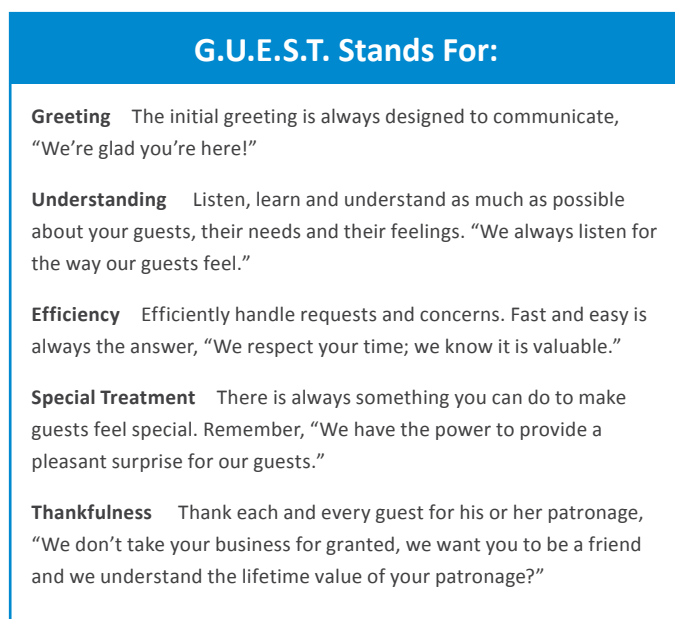 G.U.E.S.T. Stands For:
Greeting The initial greeting is always designed to communicate,
“We’re glad you’re here!”
Understanding Listen, learn and understand as much as possible
about your guests, their needs and their feelings. “We always listen for
the way our guests feel.”
Efficiency Efficiently handle requests and concerns. Fast and easy is
always the answer, “We respect your time; we know it is valuable.”
Special Treatment There is always something you can do to make
guests feel special. Remember, “We have the power to provide a
pleasant surprise for our guests.”
Thankfulness Thank each and every guest for his or her patronage,
“We don’t take your business for granted, we want you to be a friend
and we understand the lifetime value of your patronage?”